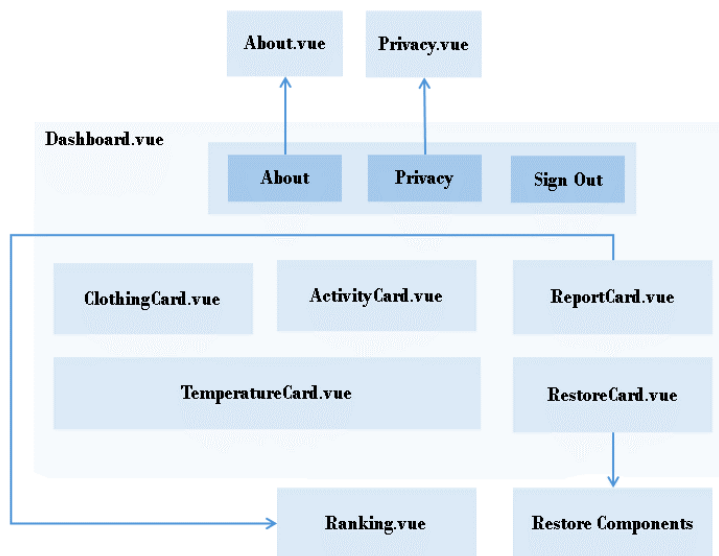 About.vue
Privacy.vue
Dashboard.vue
About
Privacy
Sign Out
ClothingCard.vue
ActivityCard.vue
ReportCard.vue
TemperatureCard.vue
RestoreCard.vue
Ranking.vue
Restore Components